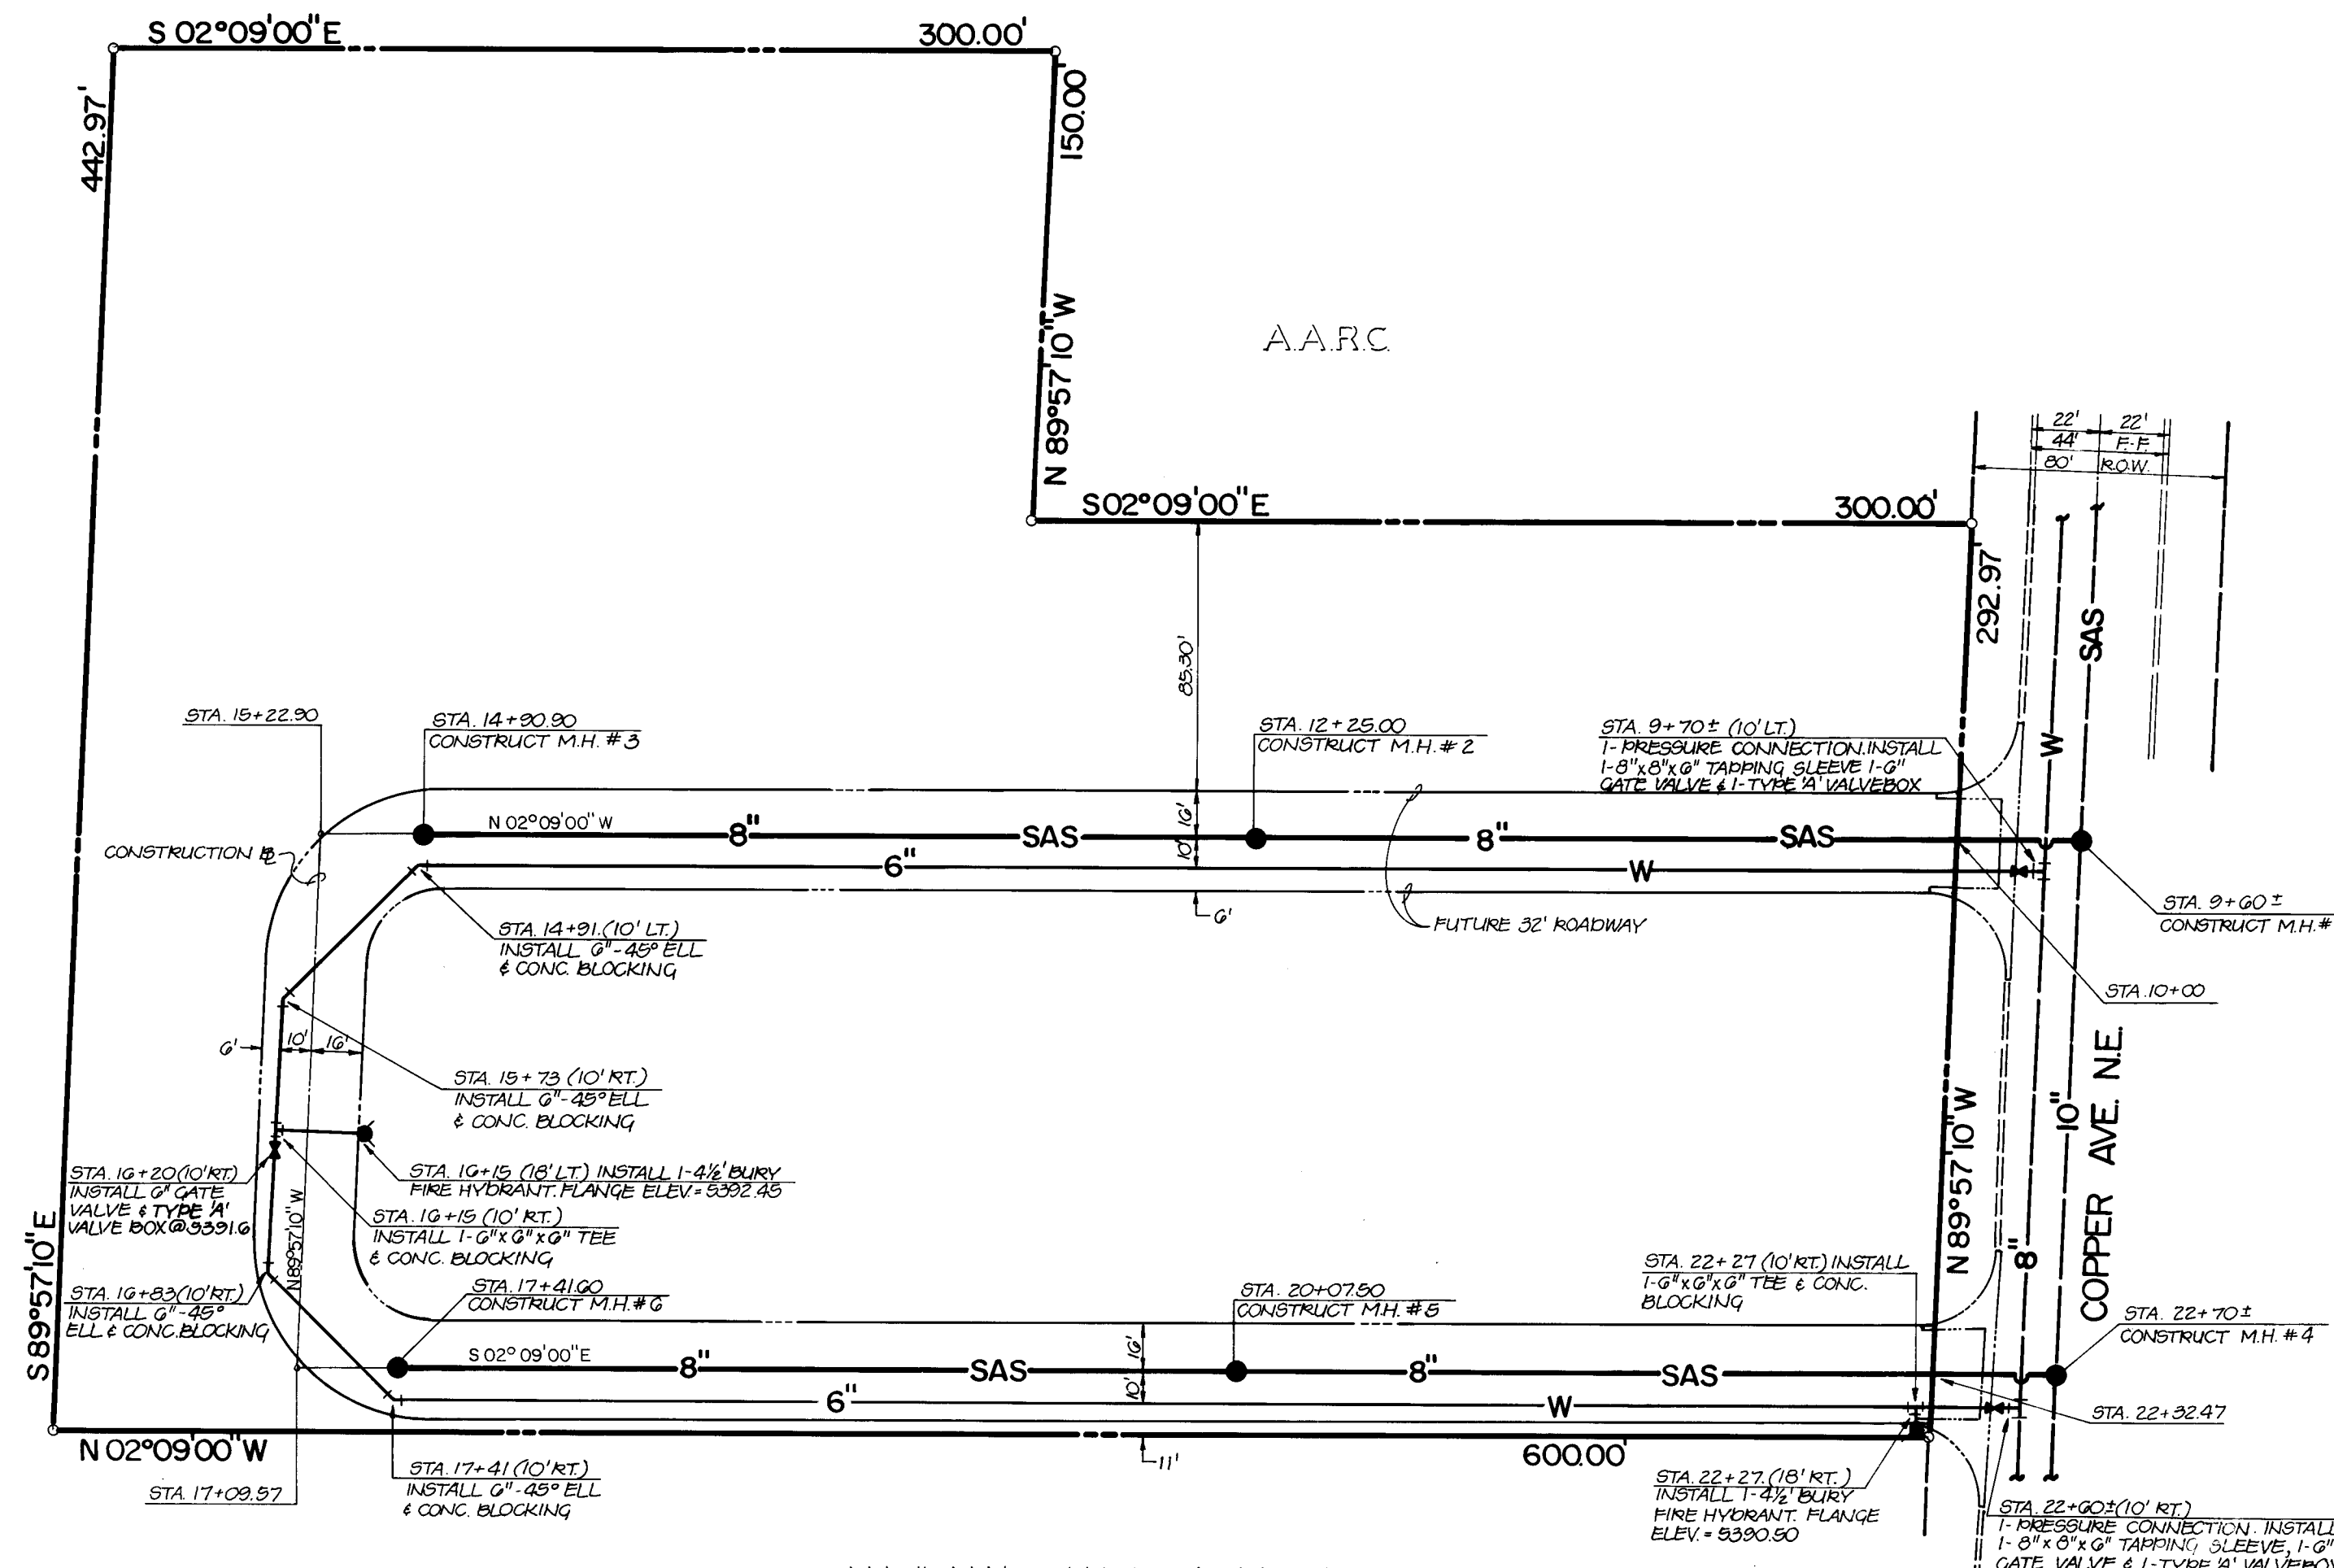 S 02°09'00"E
300.00'
442.97'
150.00
N 89°57'10"W
A.A.R.C.
22' 22'
44' F.-F.
80' R.O.W.
S 02°09'00"E
300.00'
292.97'
SAS
W
85.30'
STA. 15+22.90
STA. 14+90.90
CONSTRUCT M.H. #3
STA. 12+25.00
CONSTRUCT M.H. #2
STA. 9+70± (10' LT.)
1-PRESSURE CONNECTION.INSTALL
1-8"x8"x6" TAPPING SLEEVE 1-6"
GATE VALVE & 1-TYPE 'A' VALVEBOX
N 02°09'00" W
8"
SAS
8"
SAS
16'
10'
CONSTRUCTION ⅊
6"
W
6'
FUTURE 32' ROADWAY
STA. 9+60±
CONSTRUCT M.H. #
STA. 14+91.(10' LT.)
INSTALL 6"-45° ELL
& CONC. BLOCKING
STA. 10+00
6'
10'
16'
STA. 15+73 (10' RT.)
INSTALL 6"-45° ELL
& CONC. BLOCKING
10"
COPPER AVE. N.E.
N 89°57'10"W
8"
STA. 16+20(10'RT.)
INSTALL 6" GATE
VALVE & TYPE 'A'
VALVE BOX@5391.6
STA. 16+15 (18' LT.) INSTALL 1-4½' BURY
FIRE HYDRANT. FLANGE ELEV.= 5392.45
STA. 16+15 (10' RT.)
INSTALL 1-6"x6"x6" TEE
& CONC. BLOCKING
N89°57'10"W
S 89°57'10"E
STA. 16+83(10'RT.)
INSTALL 6"-45°
ELL & CONC.BLOCKING
STA. 17+41.60
CONSTRUCT M.H.#6
STA. 20+07.50
CONSTRUCT M.H. #5
STA. 22+27 (10' RT.) INSTALL
1-6"x6"x6" TEE & CONC.
BLOCKING
STA. 22+70±
CONSTRUCT M.H. #4
S 02°09'00"E
8"
SAS
8"
SAS
16'
10'
6"
W
STA. 22+32.47
N 02°09'00"W
600.00'
11'
STA. 17+09.57
STA. 17+41 (10'RT.)
INSTALL 6"-45° ELL
& CONC. BLOCKING
STA. 22+27.(18' RT.)
INSTALL 1-4½' BURY
FIRE HYDRANT. FLANGE
ELEV.= 5390.50
STA. 22+60±(10' RT.)
1-PRESSURE CONNECTION. INSTALL
1-8"x8"x6" TAPPING SLEEVE, 1-6"
GATE VALVE & 1-TYPE 'A' VALVEBOX